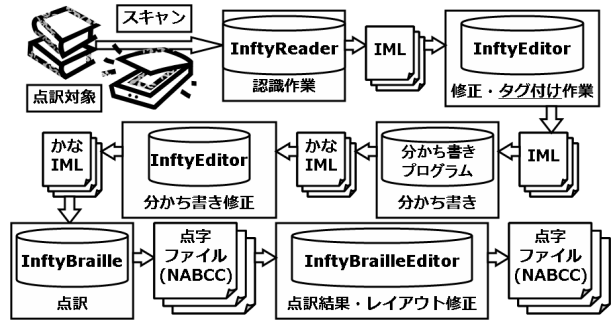 スキャン
点訳対象
InftyReader
認識作業
IML
InftyEditor
修正・タグ付け作業
IML
分かち書き
プログラム
分かち書き
かな
IML
InftyEditor
分かち書き修正
かな
IML
InftyBraille
点訳
点字
ファイル
(NABCC)
InftyBrailleEditor
点訳結果・レイアウト修正
点字
ファイル
(NABCC)